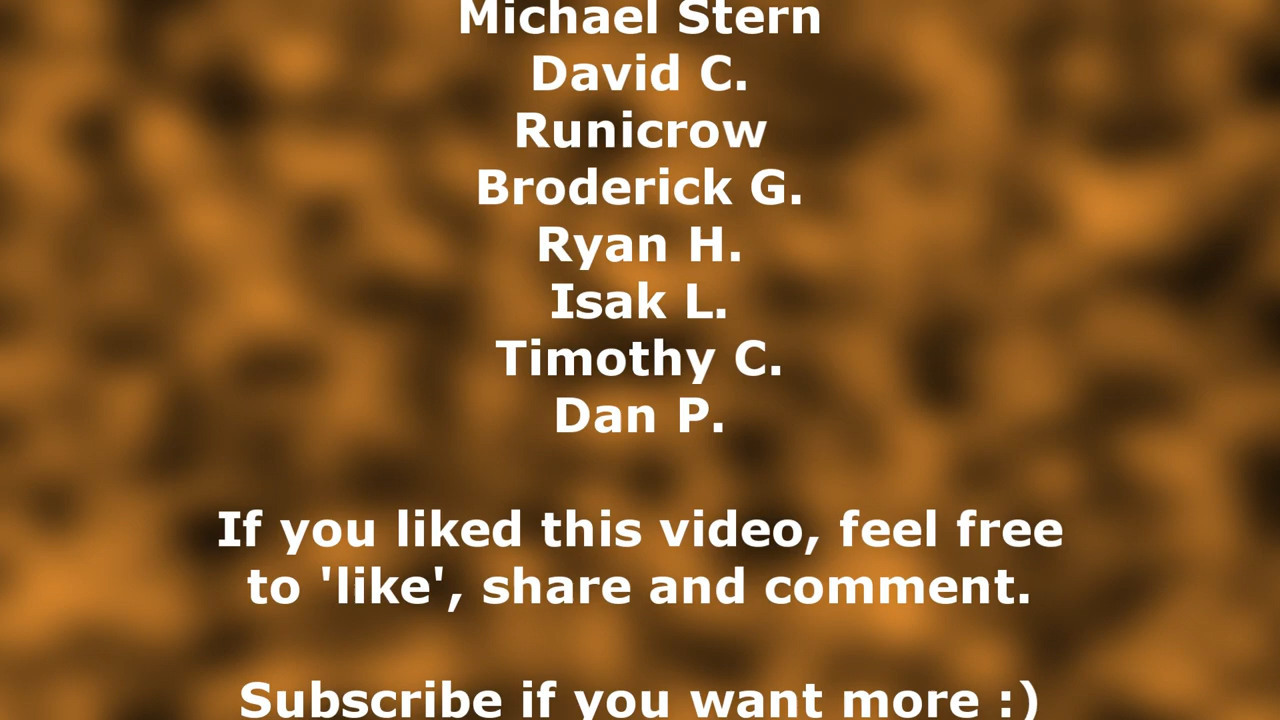 Michael Stern
David C.
Runicrow
Broderick G.
Ryan H.
Isak L.
Timothy C.
Dan P.
If you liked this video, feel free
to 'like', share and comment.
Subscribe if you want more :)